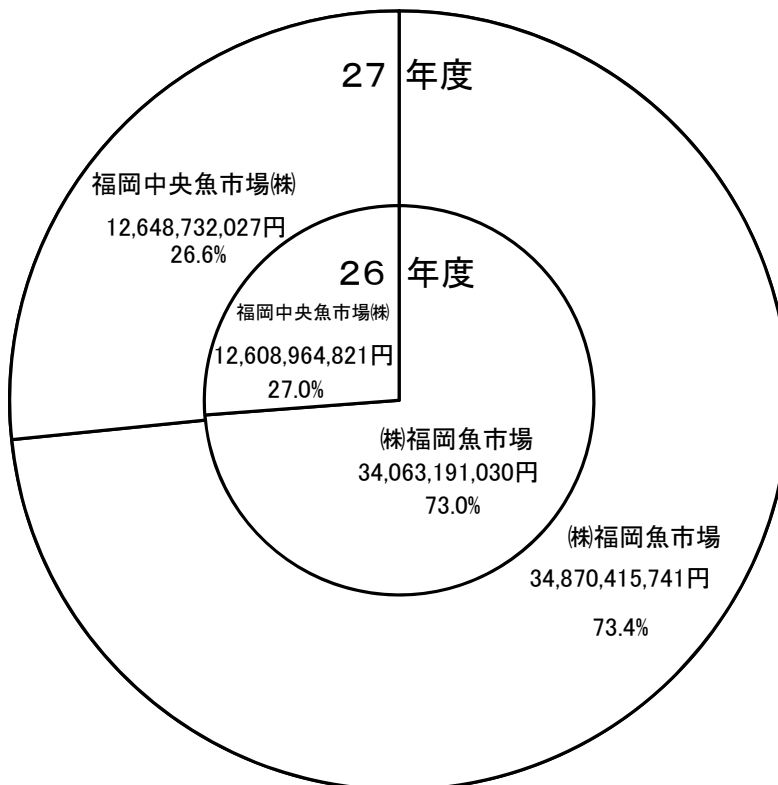 27 年度
福岡中央魚市場㈱
12,648,732,027円
26.6%
26 年度
福岡中央魚市場㈱
12,608,964,821円
27.0%
㈱福岡魚市場
34,063,191,030円
73.0%
㈱福岡魚市場
34,870,415,741円
73.4%